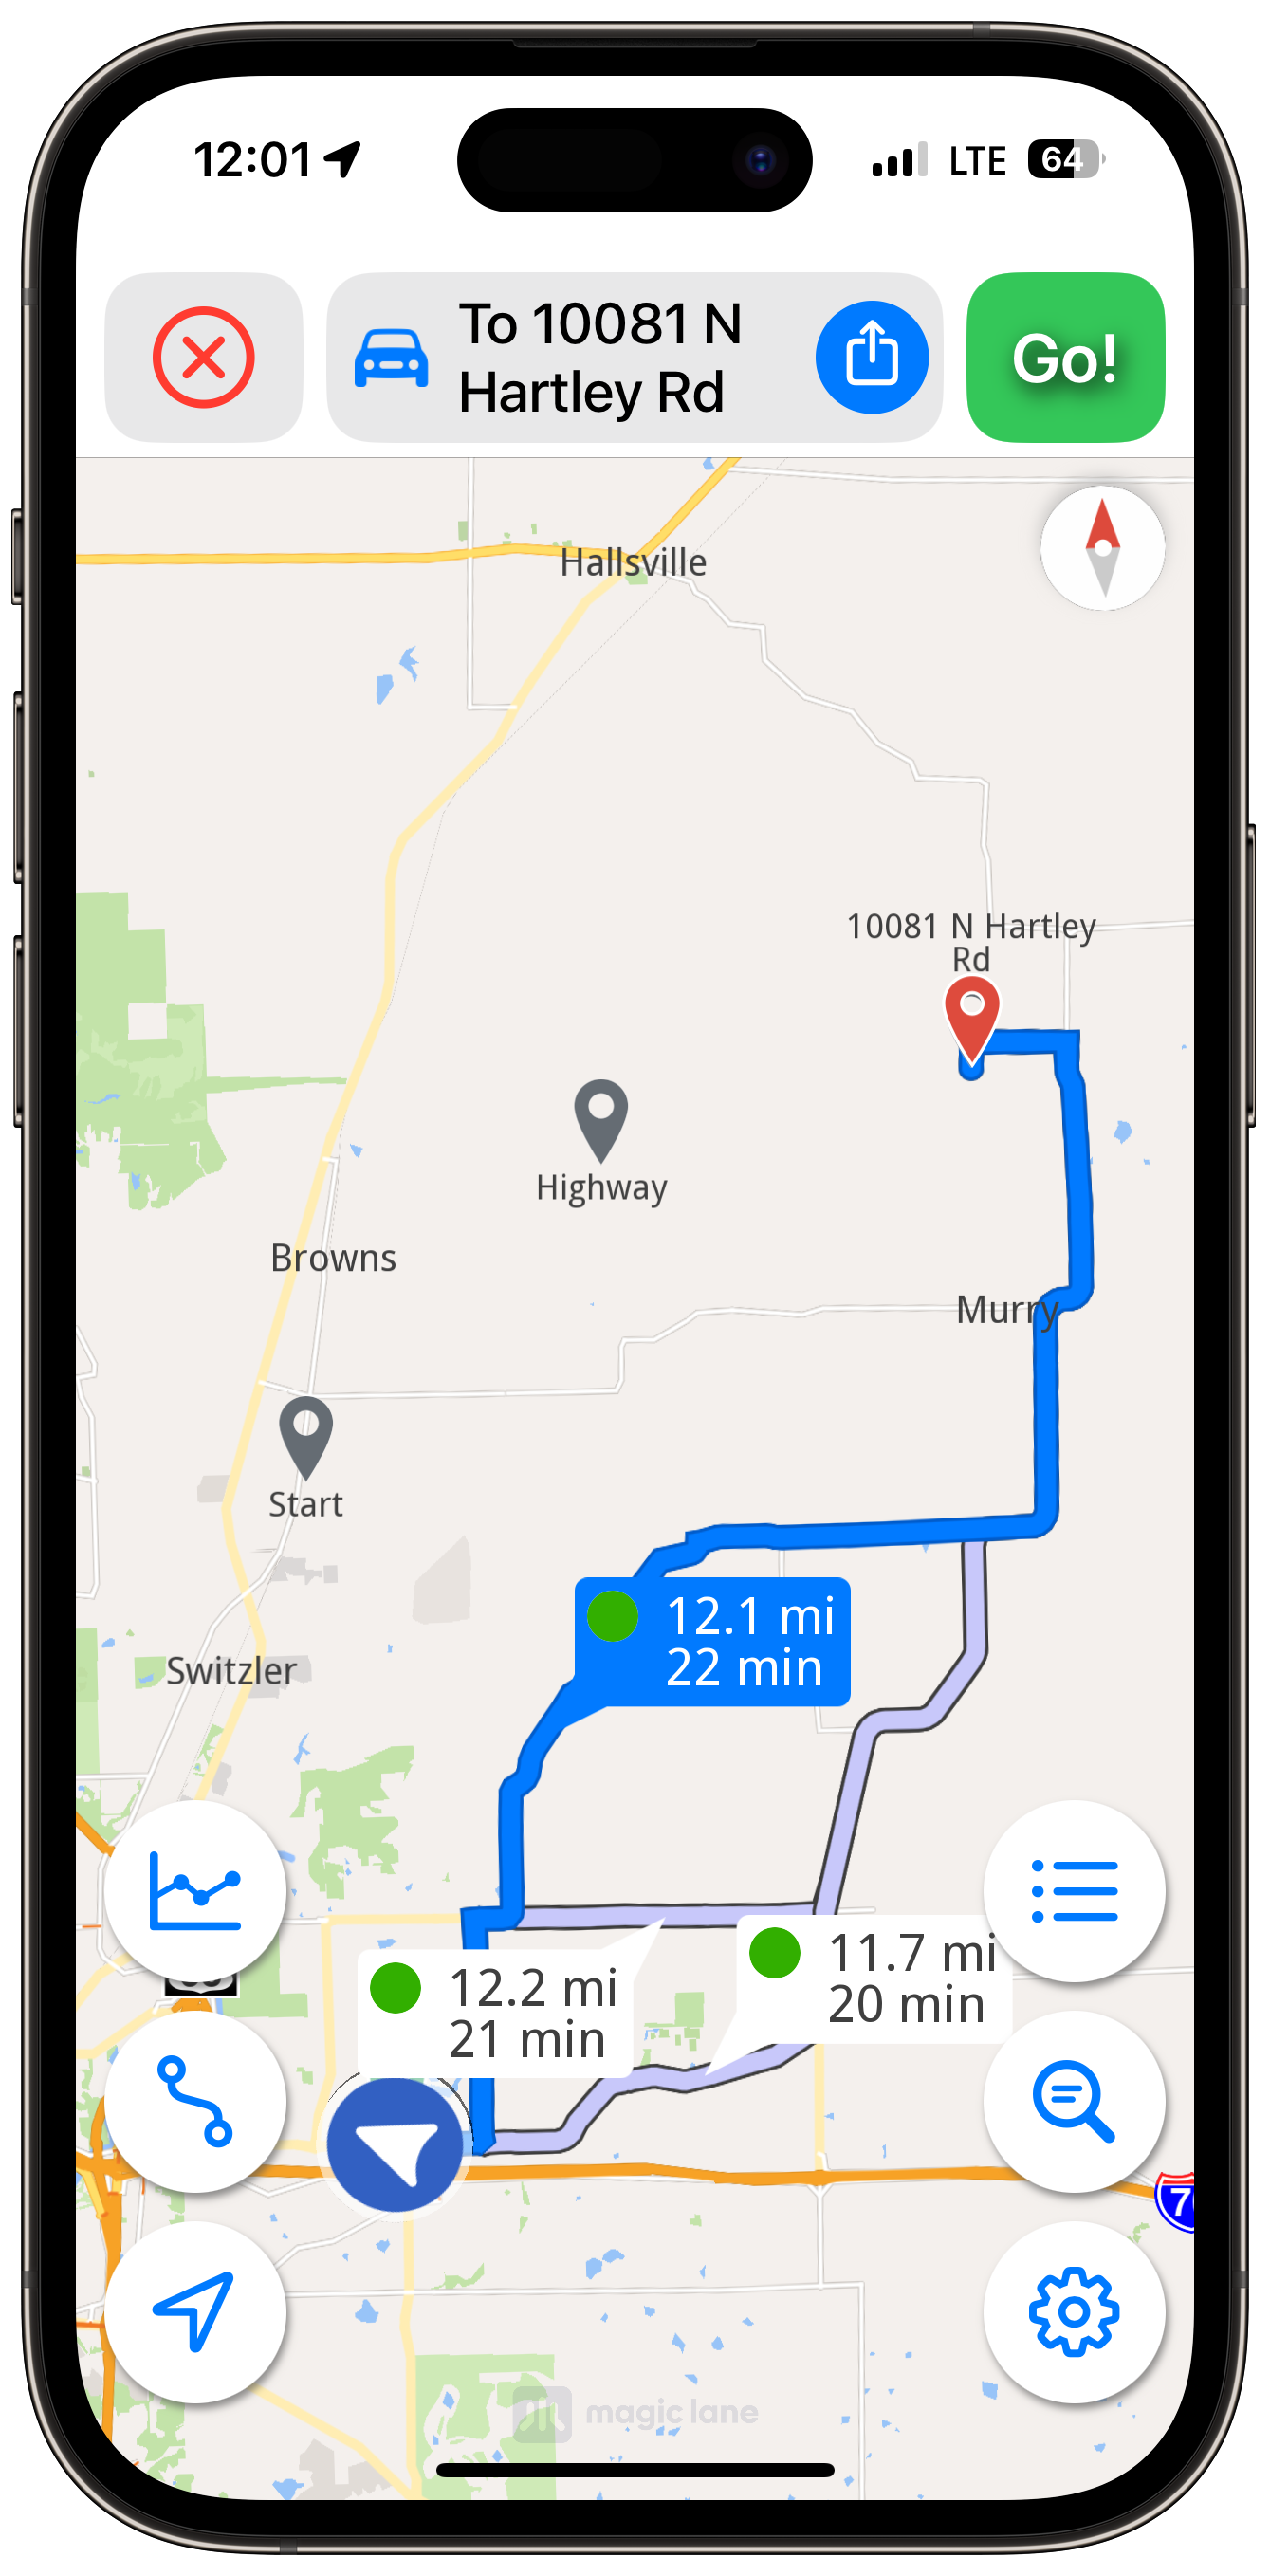 12:01
LTE
64
To 10081 N
Hartley Rd
Go!
Hallsville
10081 N Hartley
Rd
Highway
Browns
Murry
Start
12.1 mi
22 min
Switzler
11.7 mi
20 min
12.2 mi
21 min
magic lane